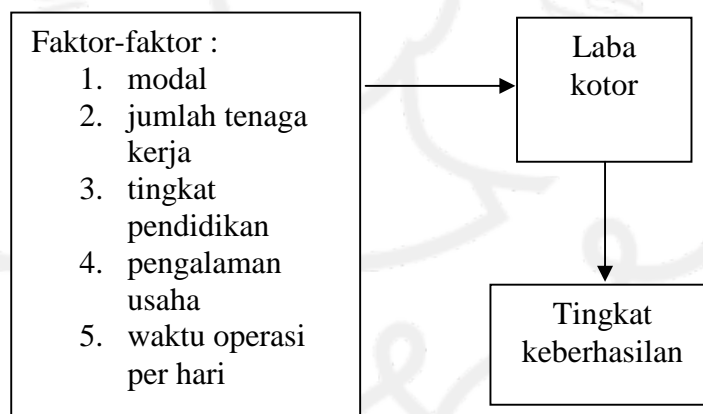 Faktor-faktor :
1. modal
2. jumlah tenaga
kerja
3. tingkat
pendidikan
4. pengalaman
usaha
5. waktu operasi
per hari
Laba
kotor
Tingkat
keberhasilan